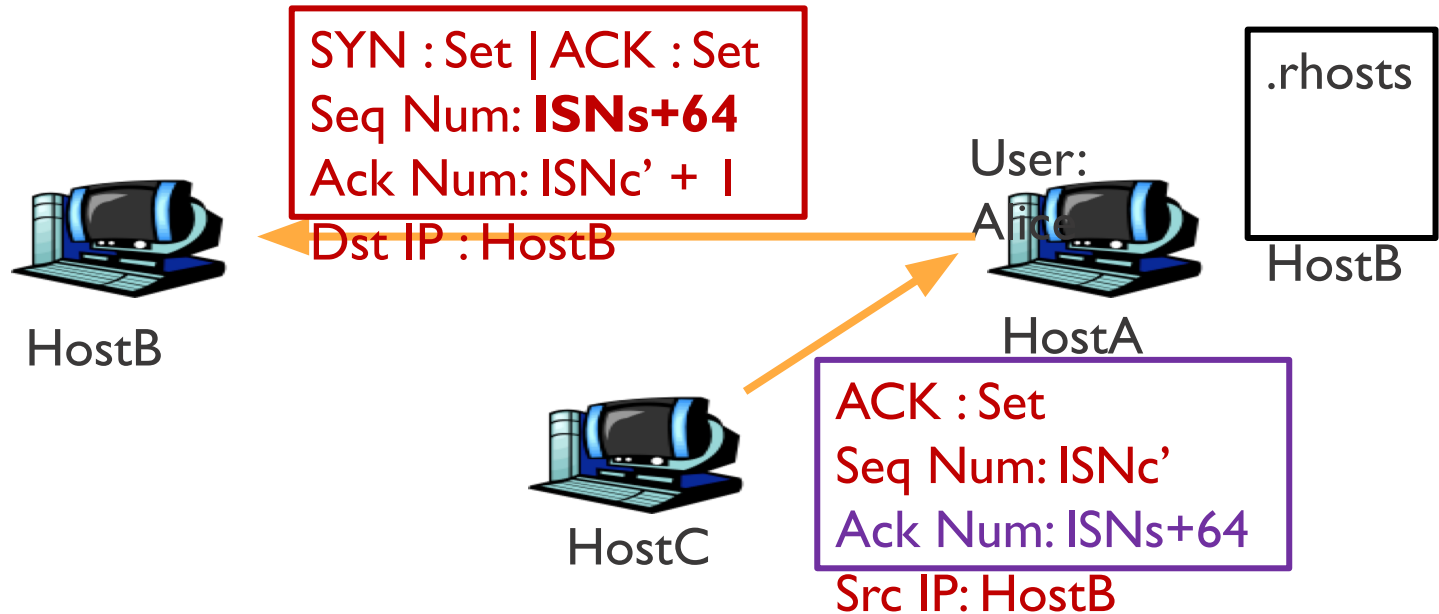 SYN : Set | ACK : Set
Seq Num: ISNs+64
Ack Num: ISNc’ + 1
Dst IP : HostB
HostB
User:
Alice
.rhosts
HostB
HostA
HostC
ACK : Set
Seq Num: ISNc’
Ack Num: ISNs+64
Src IP: HostB